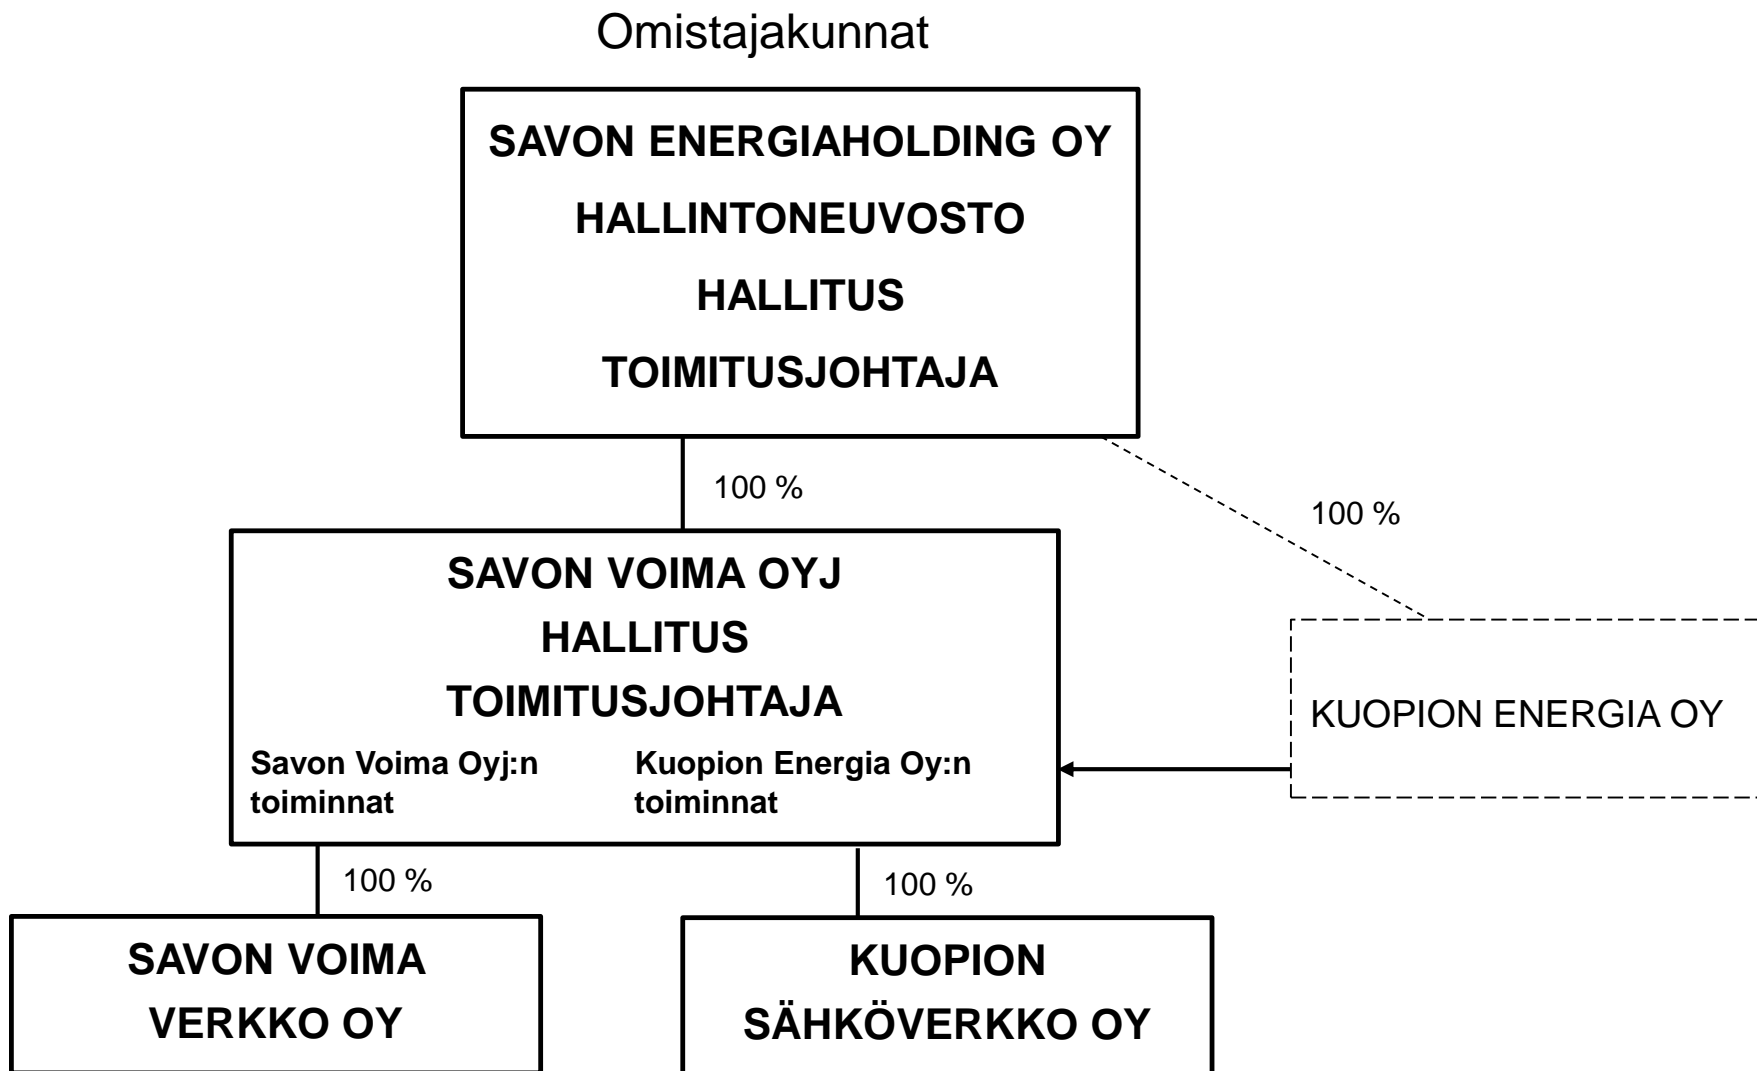 Omistajakunnat
SAVON ENERGIAHOLDING OY
HALLINTONEUVOSTO
HALLITUS
TOIMITUSJOHTAJA
100 %
100 %
SAVON VOIMA OYJ
HALLITUS
TOIMITUSJOHTAJA
Savon Voima Oyj:n
toiminnat
Kuopion Energia Oy:n
toiminnat
KUOPION ENERGIA OY
100 %
100 %
SAVON VOIMA
VERKKO OY
KUOPION
SÄHKÖVERKKO OY